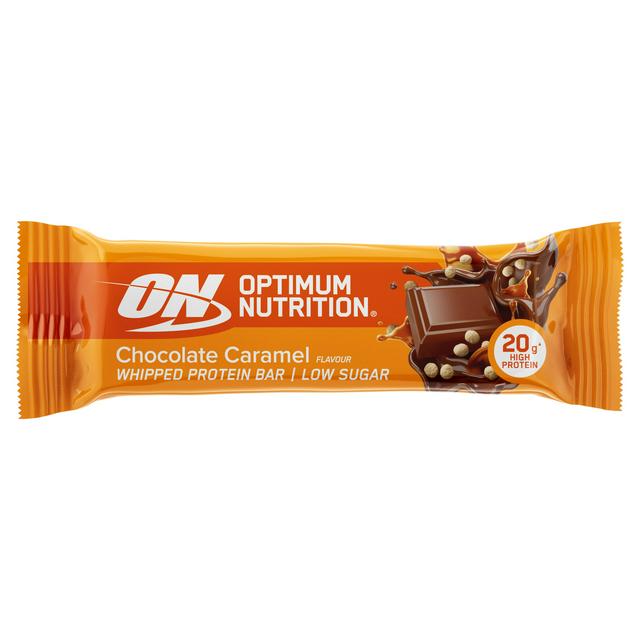 ON
OPTIMUM
NUTRITION®
Chocolate Caramel FLAVOUR
WHIPPED PROTEIN BAR | LOW SUGAR
20g*
HIGH
PROTEIN